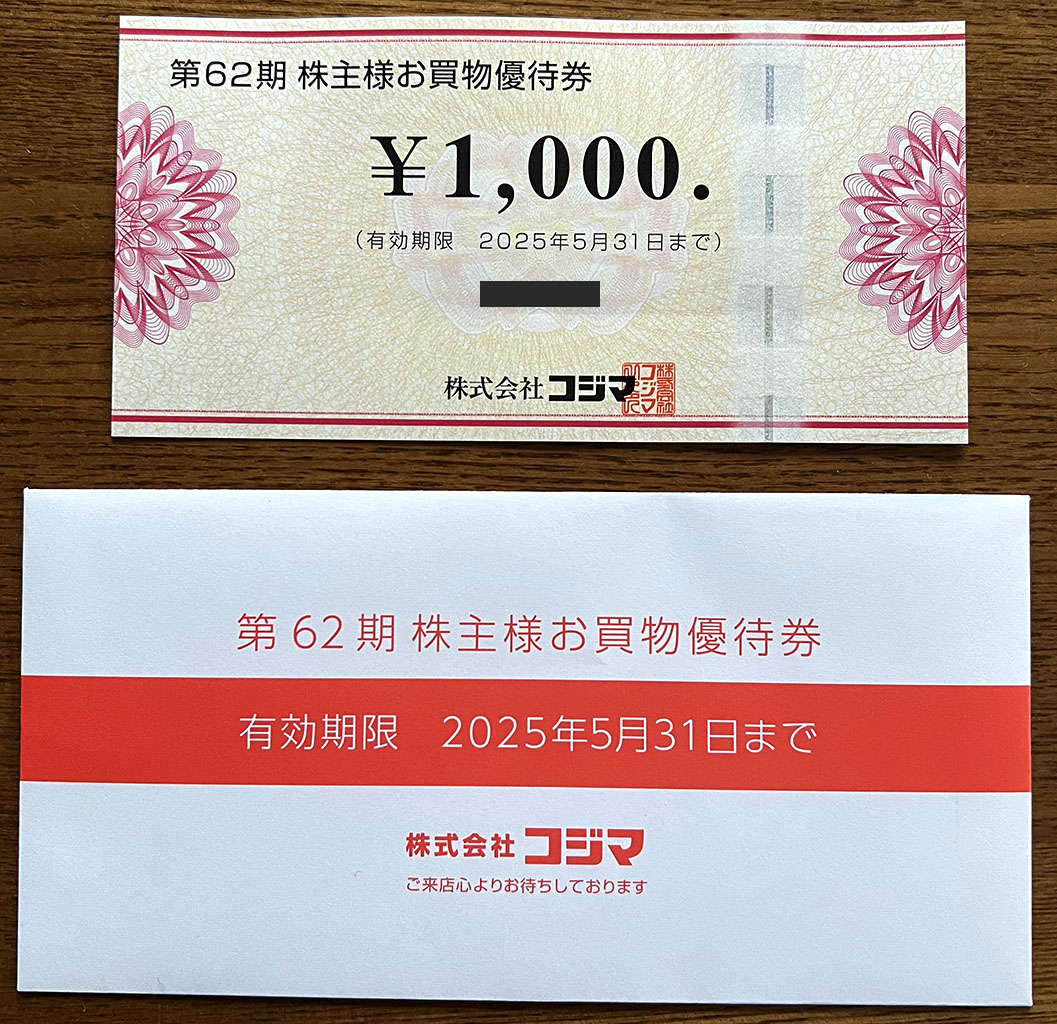 第62期 株主様お買物優待券
¥1,000.
（有効期限　2025年5月31日まで）
株式会社コジマ
第62期 株主様お買物優待券
有効期限　2025年5月31日まで
株式会社コジマ
ご来店心よりお待ちしております